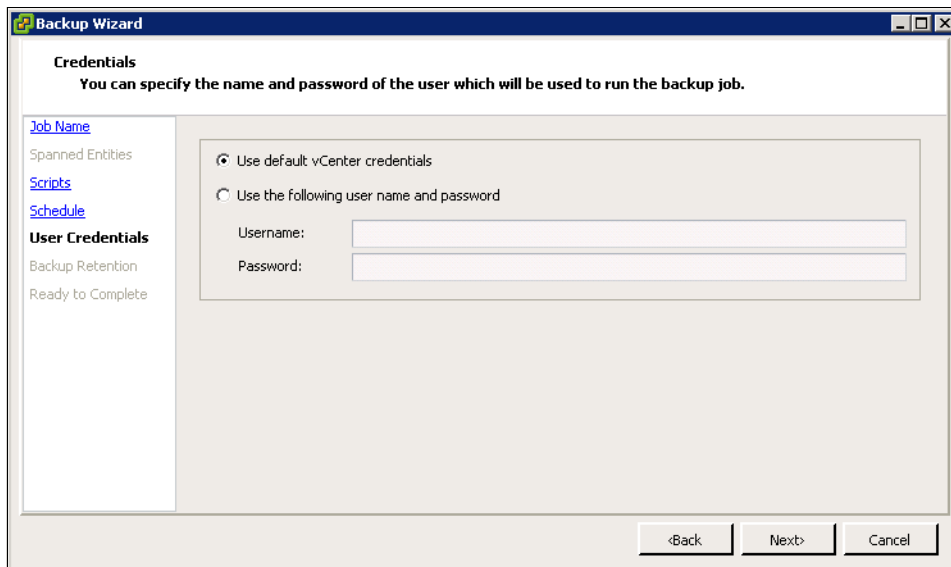 Backup Wizard
Credentials
You can specify the name and password of the user which will be used to run the backup job.
Job Name
Spanned Entities
Scripts
Schedule
User Credentials
Backup Retention
Ready to Complete
Use default vCenter credentials
Use the following user name and password
Username:
Password:
<Back
Next>
Cancel